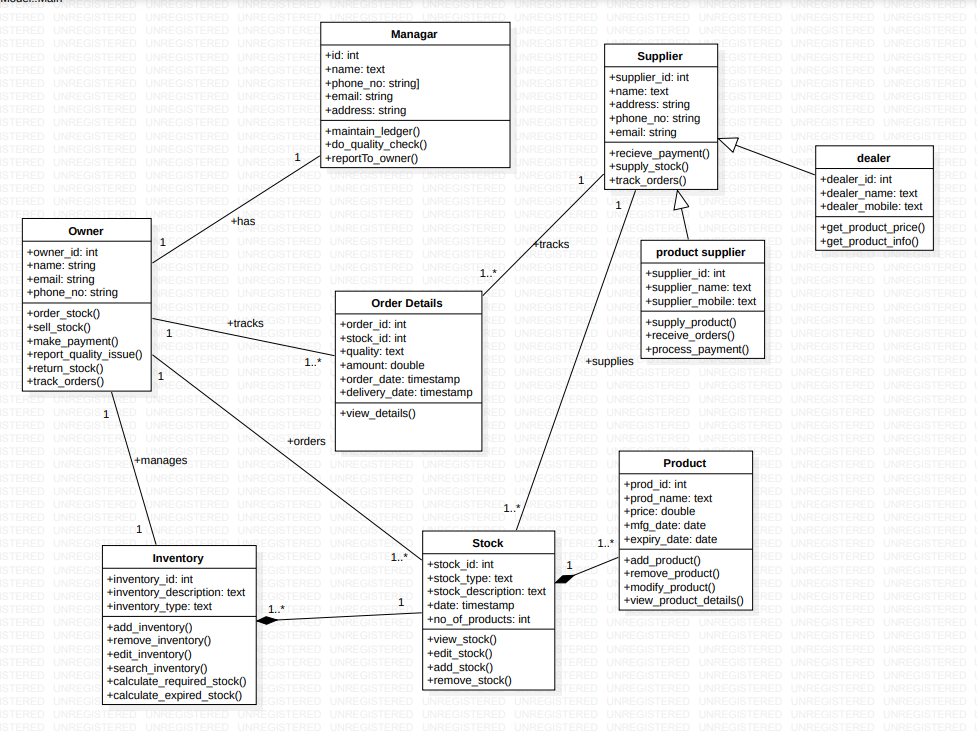 Managar
+id: int
+name: text
+phone_no: string]
+email: string
+address: string
+maintain_ledger()
+do_quality_check()
+reportTo_owner()
Supplier
+supplier_id: int
+name: text
+address: string
+phone_no: string
+email: string
+recieve_payment()
+supply_stock()
+track_orders()
dealer
+dealer_id: int
+dealer_name: text
+dealer_mobile: text
+get_product_price()
+get_product_info()
product supplier
+supplier_id: int
+supplier_name: text
+supplier_mobile: text
+supply_product()
+receive_orders()
+process_payment()
Owner
+owner_id: int
+name: string
+email: string
+phone_no: string
+order_stock()
+sell_stock()
+make_payment()
+report_quality_issue()
+return_stock()
+track_orders()
1
+has
1
1
+tracks
1..*
Order Details
+order_id: int
+stock_id: int
+quality: text
+amount: double
+order_date: timestamp
+delivery_date: timestamp
+view_details()
1
+tracks
1..*
1
+supplies
1..*
1
+orders
1..*
1
+manages
1
Inventory
+inventory_id: int
+inventory_description: text
+inventory_type: text
+add_inventory()
+remove_inventory()
+edit_inventory()
+search_inventory()
+calculate_required_stock()
+calculate_expired_stock()
1..*
1
Stock
+stock_id: int
+stock_type: text
+stock_description: text
+date: timestamp
+no_of_products: int
+view_stock()
+edit_stock()
+add_stock()
+remove_stock()
1
1..*
Product
+prod_id: int
+prod_name: text
+price: double
+mfg_date: date
+expiry_date: date
+add_product()
+remove_product()
+modify_product()
+view_product_details()